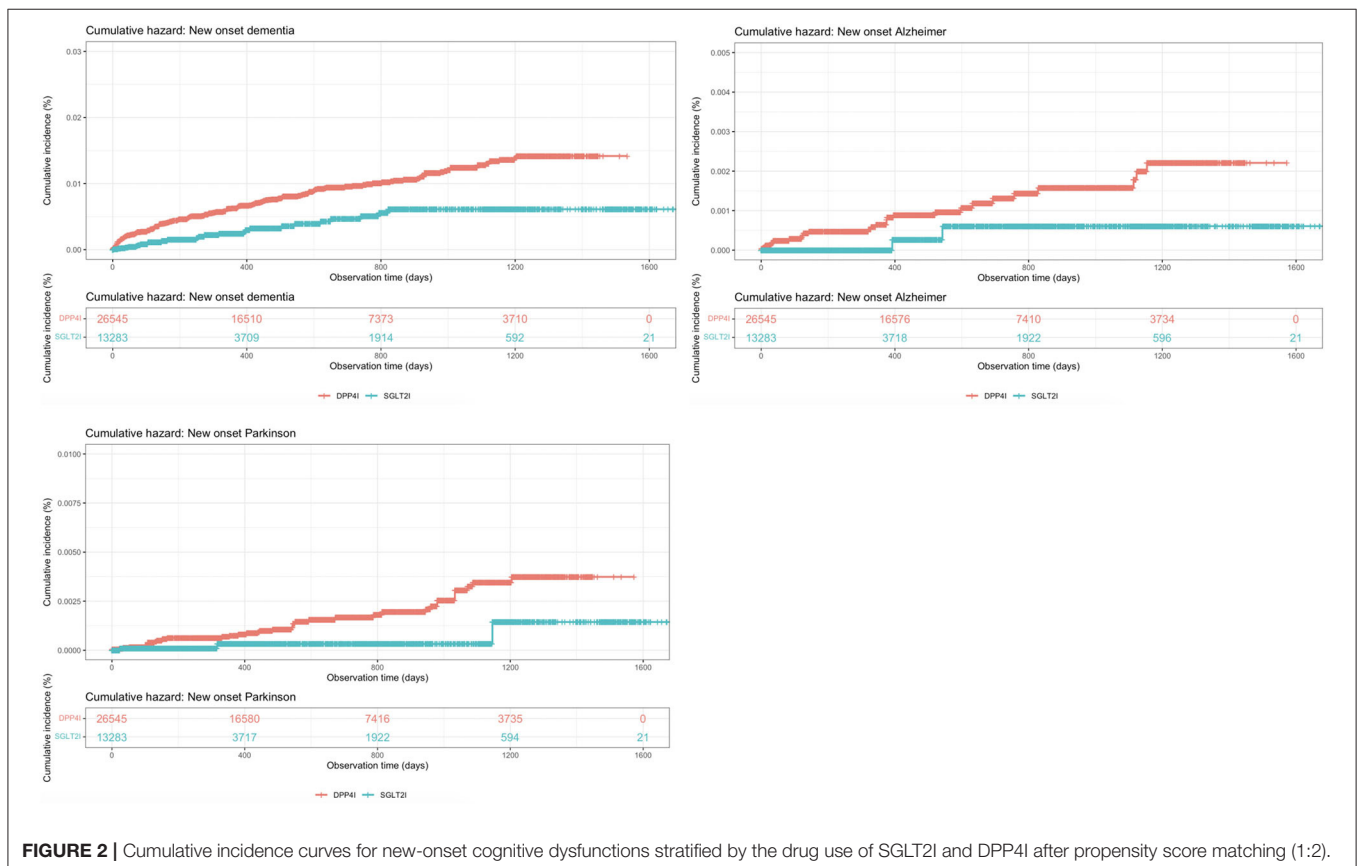 Cumulative hazard: New onset dementia
Cumulative incidence (%)
0.03
0.02
0.01
0.00
0 400 800 1200 1600
Observation time (days)
Cumulative hazard: New onset dementia
Cumulative incidence (%)
DPP4I 26545 16510 7373 3710 0
SGLT2I 13283 3709 1914 592 21
0 400 800 1200 1600
Observation time (days)
DPP4I SGLT2I
Cumulative hazard: New onset Alzheimer
Cumulative incidence (%)
0.005
0.004
0.003
0.002
0.001
0.000
0 400 800 1200 1600
Observation time (days)
Cumulative hazard: New onset Alzheimer
Cumulative incidence (%)
DPP4I 26545 16576 7410 3734 0
SGLT2I 13283 3718 1922 596 21
0 400 800 1200 1600
Observation time (days)
DPP4I SGLT2I
Cumulative hazard: New onset Parkinson
Cumulative incidence (%)
0.0100
0.0075
0.0050
0.0025
0.0000
0 400 800 1200 1600
Observation time (days)
Cumulative hazard: New onset Parkinson
Cumulative incidence (%)
DPP4I 26545 16580 7416 3735 0
SGLT2I 13283 3717 1922 594 21
0 400 800 1200 1600
Observation time (days)
DPP4I SGLT2I
FIGURE 2 | Cumulative incidence curves for new-onset cognitive dysfunctions stratified by the drug use of SGLT2I and DPP4I after propensity score matching (1:2).